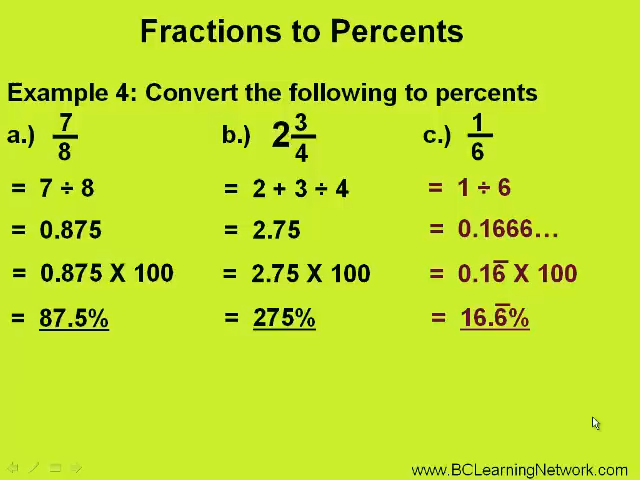 Fractions to Percents
Example 4: Convert the following to percents
a.) 7/8 b.) 2 3/4 c.) 1/6
= 7 ÷ 8 = 2 + 3 ÷ 4 = 1 ÷ 6
= 0.875 = 2.75 = 0.1666…
= 0.875 X 100 = 2.75 X 100 = 0.16̅ X 100
= 87.5% = 275% = 16.6̅%
www.BCLearningNetwork.com